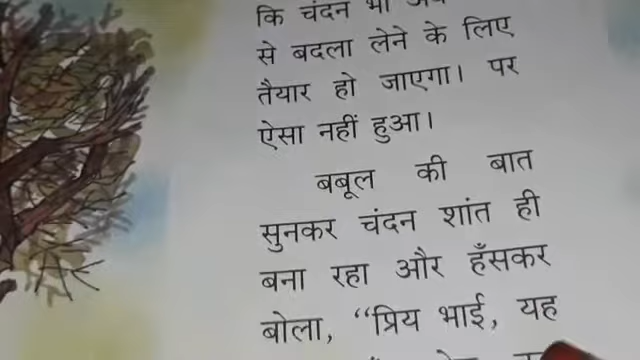 कि चंदन भी
से बदला लेने के लिए
तैयार हो जाएगा। पर
ऐसा नहीं हुआ।
बबूल की बात
सुनकर चंदन शांत ही
बना रहा और हँसकर
बोला, “प्रिय भाई, यह